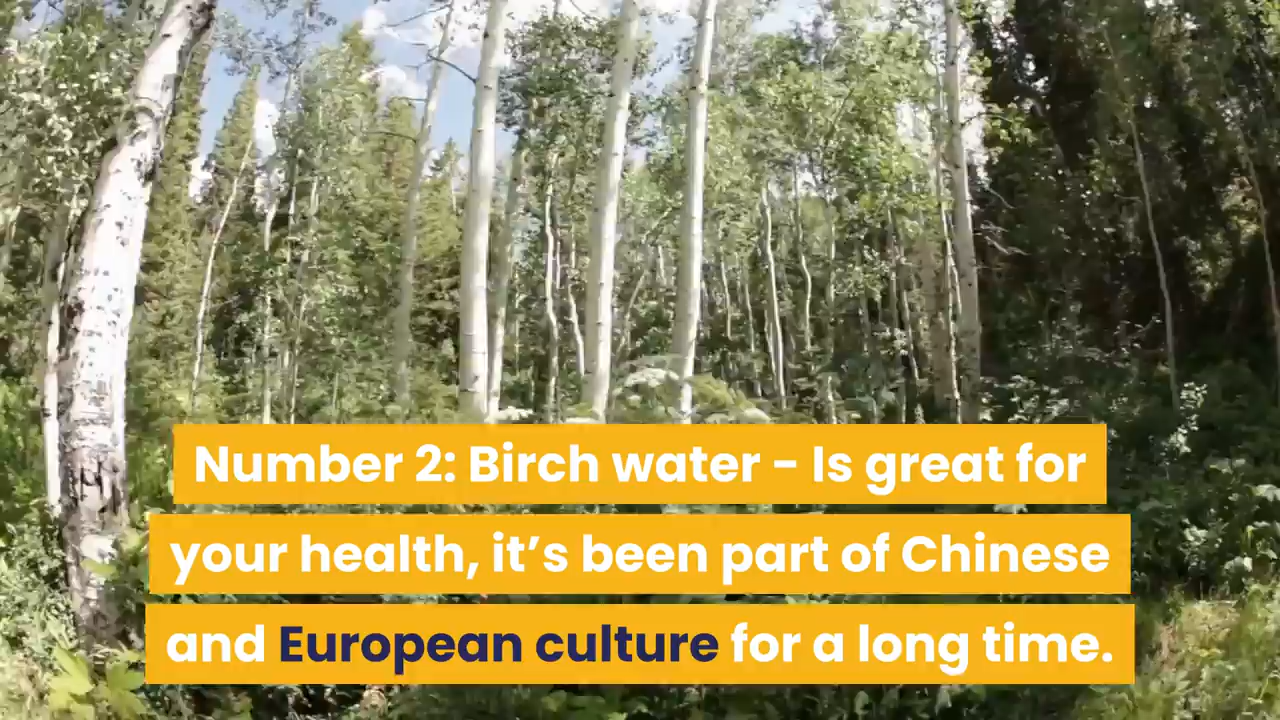 Number 2: Birch water - Is great for
your health, it’s been part of Chinese
and European culture for a long time.